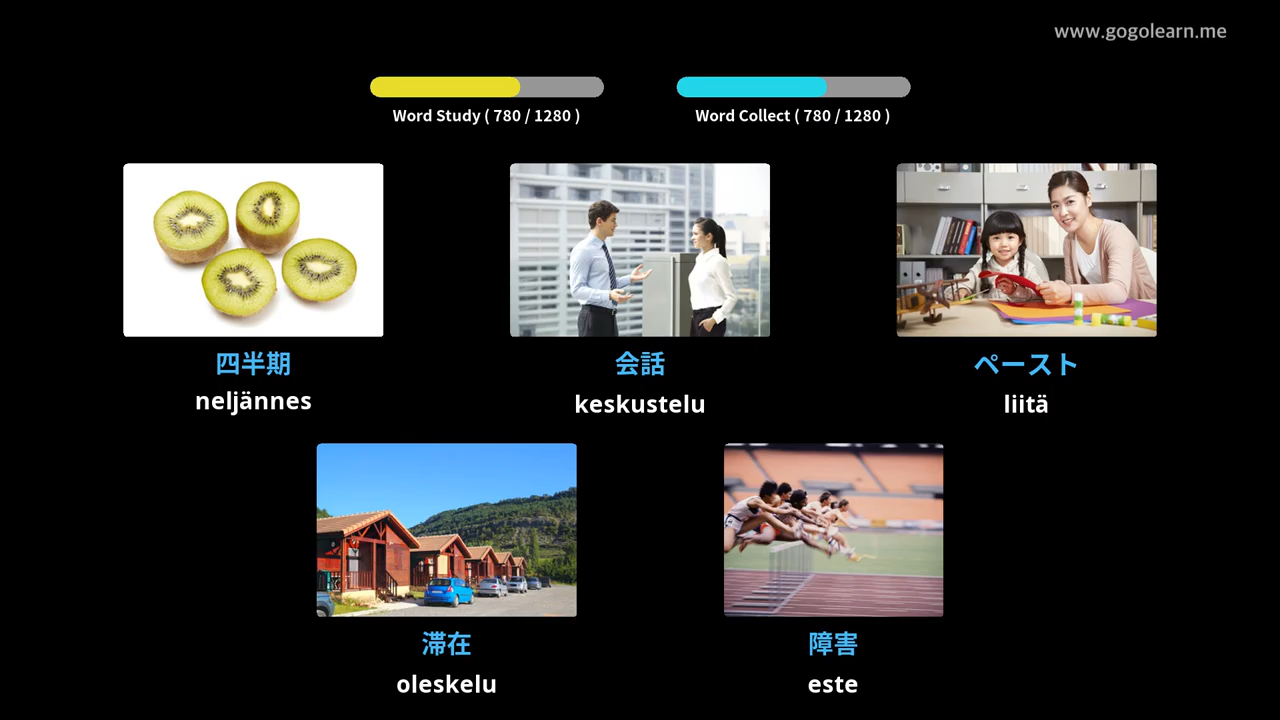 www.gogolearn.me
Word Study ( 780 / 1280 )
Word Collect ( 780 / 1280 )
四半期
neljännes
会話
keskustelu
ペースト
liitä
滞在
oleskelu
障害
este